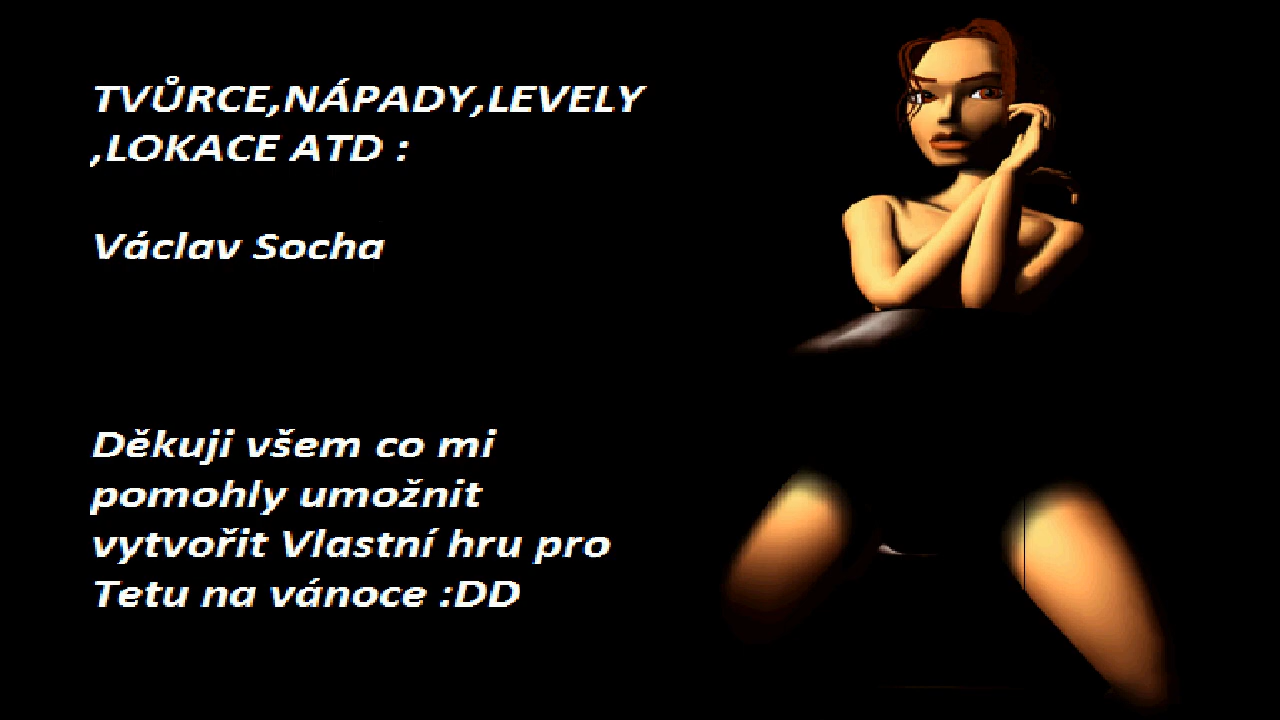 TVŮRCE,NÁPADY,LEVELY
,LOKACE ATD :
Václav Socha
Děkuji všem co mi
pomohly umožnit
vytvořit Vlastní hru pro
Tetu na vánoce :DD